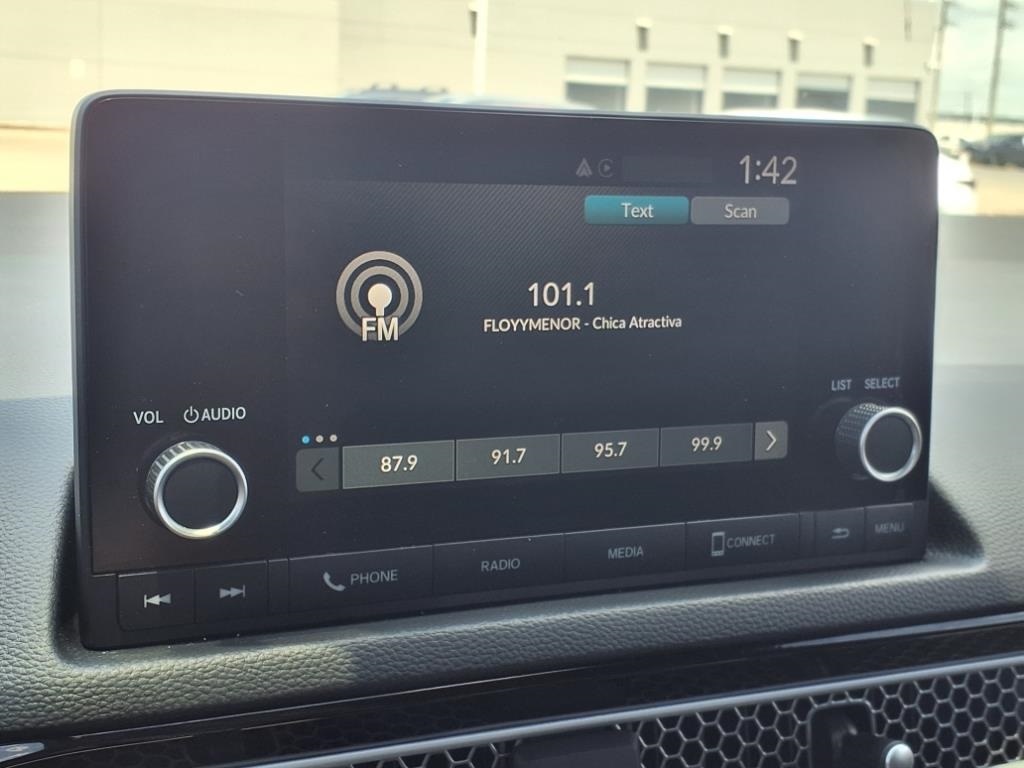 1:42
Text Scan
101.1
FM
FLOYYMENOR - Chica Atractiva
LIST SELECT
VOL AUDIO
87.9 91.7 95.7 99.9
PHONE RADIO MEDIA CONNECT MENU